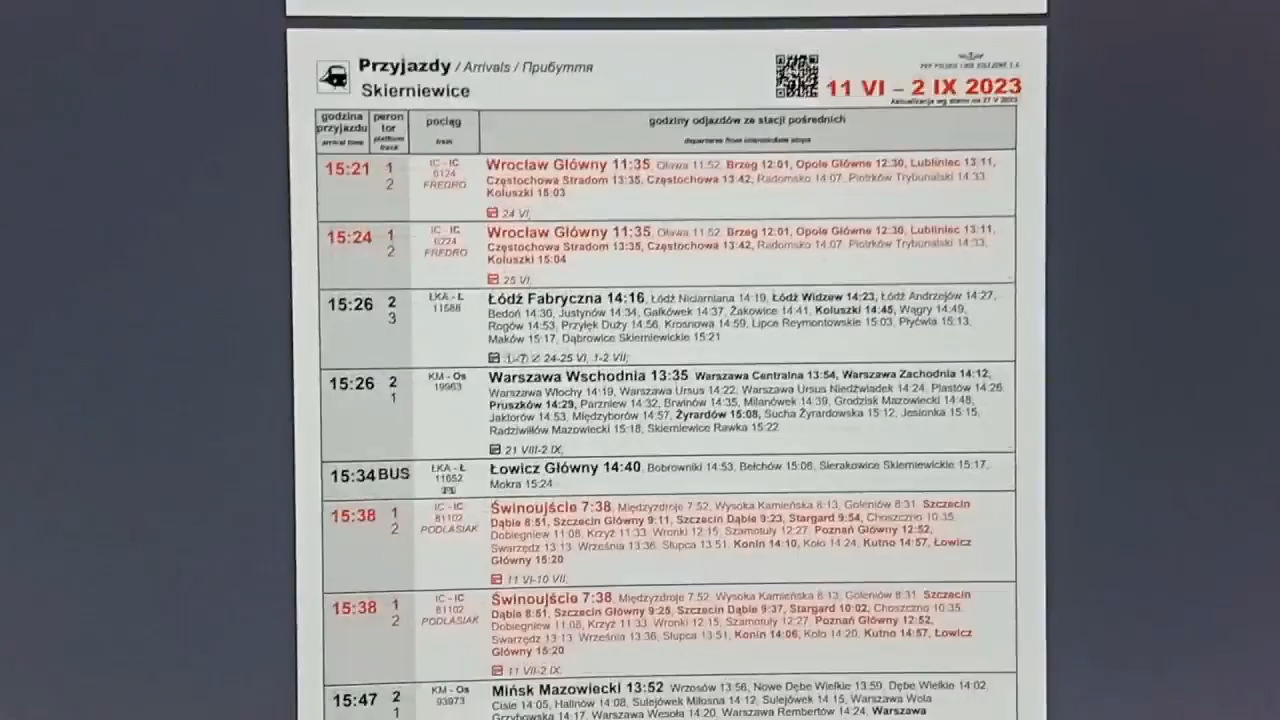 Przyjazdy / Arrivals / Прибуття
Skierniewice
PKP POLSKIE LINIE KOLEJOWE S.A.
11 VI – 2 IX 2023
Aktualizacja wg stanu na 27 V 2023
godzina przyjazdu arrival time
peron tor platform track
pociąg train
godziny odjazdów ze stacji pośrednich
departures from intermediate stops
15:21 1 2 IC - IC 6124 FREDRO
Wrocław Główny 11:35, Oława 11:52, Brzeg 12:01, Opole Główne 12:30, Lubliniec 13:11,
Częstochowa Stradom 13:35, Częstochowa 13:42, Radomsko 14:07, Piotrków Trybunalski 14:33,
Koluszki 15:03
24 VI;
15:24 1 2 IC - IC 6224 FREDRO
Wrocław Główny 11:35, Oława 11:52, Brzeg 12:01, Opole Główne 12:30, Lubliniec 13:11,
Częstochowa Stradom 13:35, Częstochowa 13:42, Radomsko 14:07, Piotrków Trybunalski 14:33,
Koluszki 15:04
25 VI;
15:26 2 3 ŁKA - Ł 11588
Łódź Fabryczna 14:16, Łódź Niciarniana 14:19, Łódź Widzew 14:23, Łódź Andrzejów 14:27,
Bedoń 14:30, Justynów 14:34, Gałkówek 14:37, Żakowice 14:41, Koluszki 14:45, Wągry 14:49,
Rogów 14:53, Przyłęk Duży 14:56, Krosnowa 14:59, Lipce Reymontowskie 15:03, Płyćwia 15:13,
Maków 15:17, Dąbrowice Skierniewickie 15:21
24-25 VI, 1-2 VII;
15:26 2 1 KM - Os 19963
Warszawa Wschodnia 13:35 Warszawa Centralna 13:54, Warszawa Zachodnia 14:12,
Warszawa Włochy 14:19, Warszawa Ursus 14:22, Warszawa Ursus Niedźwiadek 14:24, Piastów 14:26
Pruszków 14:29, Parzniew 14:32, Brwinów 14:35, Milanówek 14:39, Grodzisk Mazowiecki 14:48,
Jaktorów 14:53, Międzyborów 14:57, Żyrardów 15:08, Sucha Żyrardowska 15:12, Jesionka 15:15,
Radziwiłłów Mazowiecki 15:18, Skierniewice Rawka 15:22
21 VIII-2 IX;
15:34 BUS ŁKA - Ł 11652
Łowicz Główny 14:40, Bobrowniki 14:53, Bełchów 15:06, Sierakowice Skierniewickie 15:17,
Mokra 15:24
15:38 1 2 IC - IC 81102 PODLASIAK
Świnoujście 7:38, Międzyzdroje 7:52, Wysoka Kamieńska 8:13, Goleniów 8:31, Szczecin
Dąbie 8:51, Szczecin Główny 9:11, Szczecin Dąbie 9:23, Stargard 9:54, Choszczno 10:35,
Dobiegniew 11:08, Krzyż 11:33, Wronki 12:15, Szamotuły 12:27, Poznań Główny 12:52,
Swarzędz 13:13, Września 13:36, Słupca 13:51, Konin 14:10, Koło 14:24, Kutno 14:57, Łowicz
Główny 15:20
11 VI-10 VII;
15:38 1 2 IC - IC 81102 PODLASIAK
Świnoujście 7:38, Międzyzdroje 7:52, Wysoka Kamieńska 8:13, Goleniów 8:31, Szczecin
Dąbie 8:51, Szczecin Główny 9:25, Szczecin Dąbie 9:37, Stargard 10:02, Choszczno 10:35,
Dobiegniew 11:08, Krzyż 11:33, Wronki 12:15, Szamotuły 12:27, Poznań Główny 12:52,
Swarzędz 13:13, Września 13:36, Słupca 13:51, Konin 14:06, Koło 14:20, Kutno 14:57, Łowicz
Główny 15:20
11 VII-2 IX;
15:47 2 1 KM - Os 93973
Mińsk Mazowiecki 13:52 Wrzosów 13:56, Nowe Dębe Wielkie 13:59, Dębe Wielkie 14:02,
Cisie 14:05, Halinów 14:08, Sulejówek Miłosna 14:12, Sulejówek 14:15, Warszawa Wola
Grzybowska 14:17, Warszawa Wesoła 14:20, Warszawa Rembertów 14:24, Warszawa